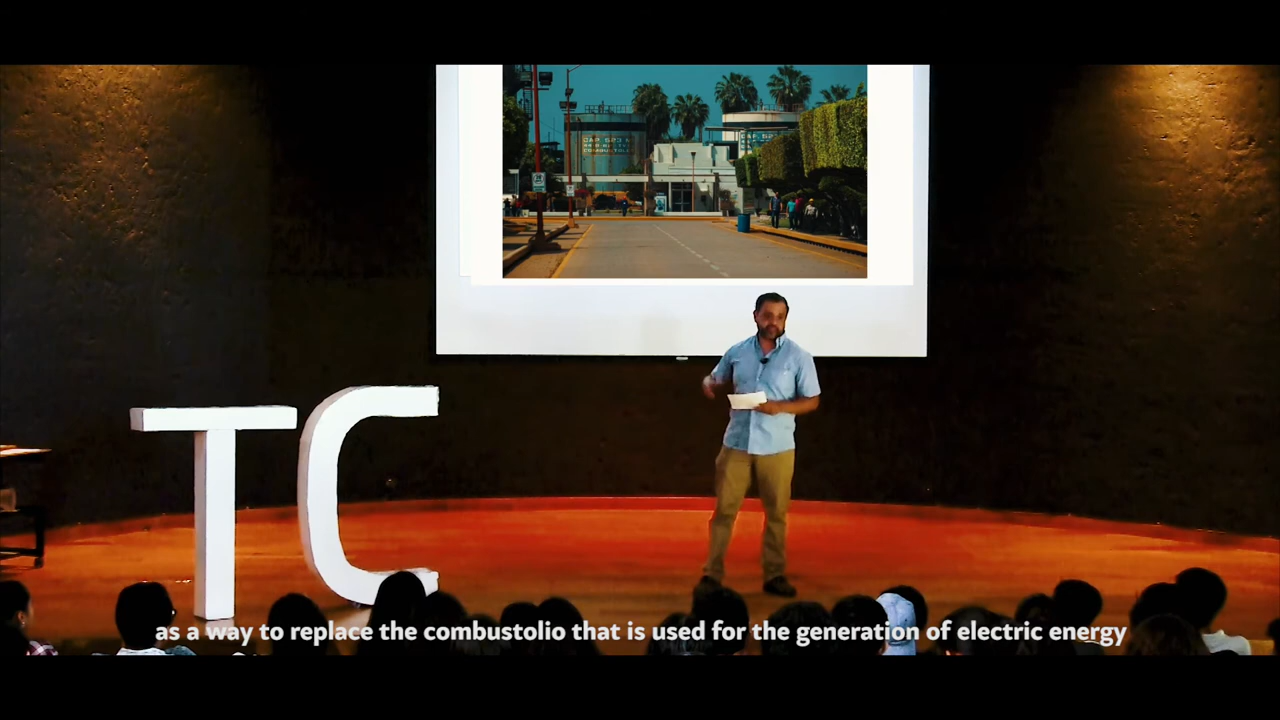 TC
as a way to replace the combustolio that is used for the generation of electric energy